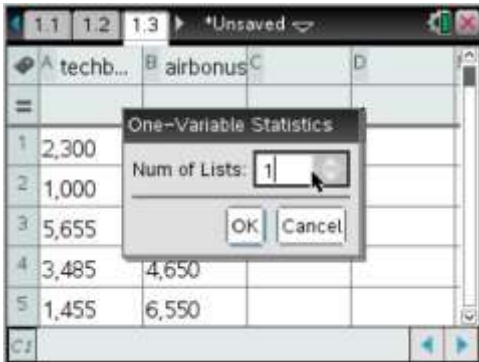 1.1 1.2 1.3 *Unsaved
A techb... B airbonus C D
=
One-Variable Statistics
1 2,300
Num of Lists: 1
2 1,000
3 5,655
OK Cancel
4 3,485 4,650
5 1,455 6,550
C1